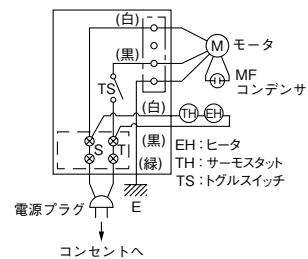 (白)
(黒)
M モータ
MF
コンデンサ
TS
(白)
TH EH
S T
(黒)
(緑)
EH：ヒータ
TH：サーモスタット
TS：トグルスイッチ
電源プラグ
E
コンセントへ